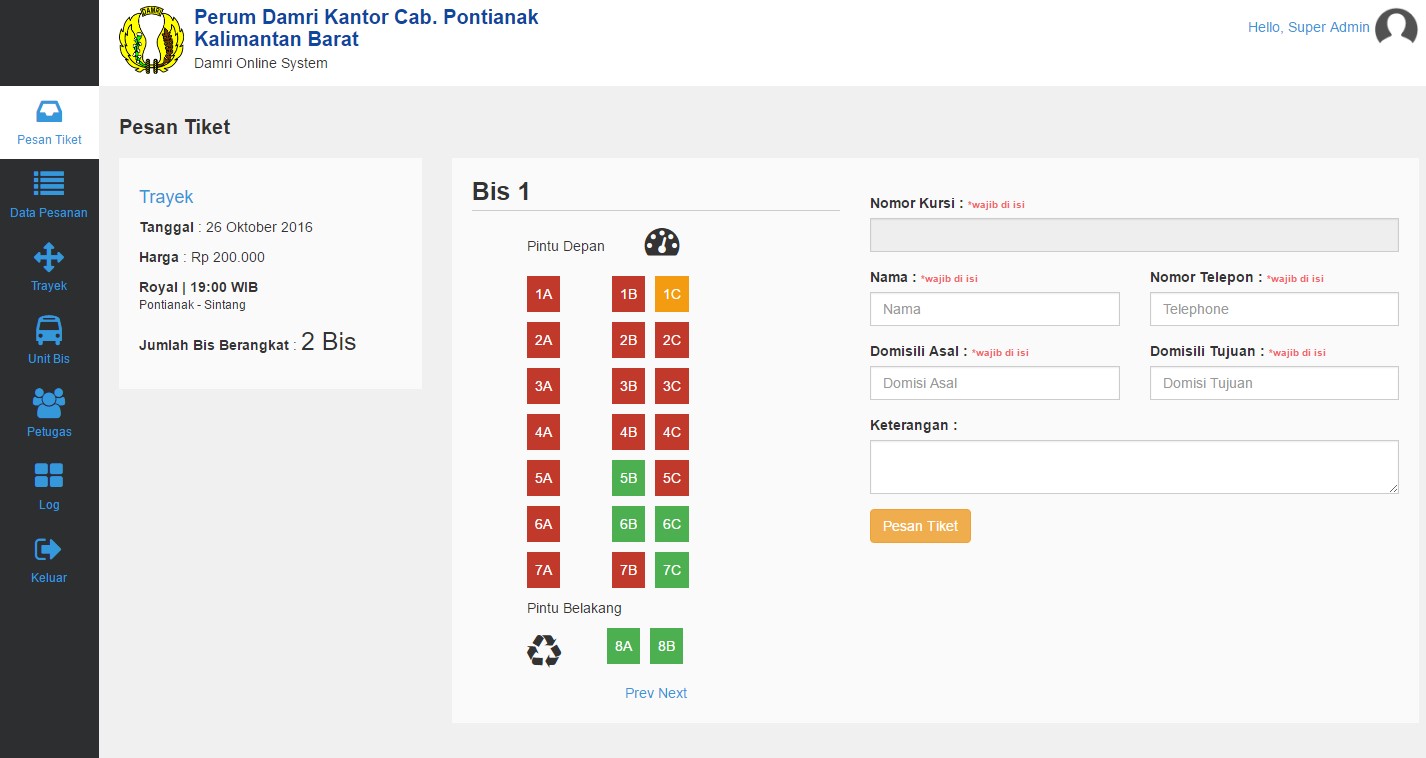 DAMRI
Perum Damri Kantor Cab. Pontianak
Kalimantan Barat
Damri Online System
Hello, Super Admin
Pesan Tiket
Data Pesanan
Trayek
Unit Bis
Petugas
Log
Keluar
Pesan Tiket
Trayek
Tanggal : 26 Oktober 2016
Harga : Rp 200.000
Royal | 19:00 WIB
Pontianak - Sintang
Jumlah Bis Berangkat : 2 Bis
Bis 1
Pintu Depan
1A 1B 1C
2A 2B 2C
3A 3B 3C
4A 4B 4C
5A 5B 5C
6A 6B 6C
7A 7B 7C
Pintu Belakang
8A 8B
Prev Next
Nomor Kursi : *wajib di isi
Nama : *wajib di isi
Nama
Nomor Telepon : *wajib di isi
Telephone
Domisili Asal : *wajib di isi
Domisi Asal
Domisili Tujuan : *wajib di isi
Domisi Tujuan
Keterangan :
Pesan Tiket